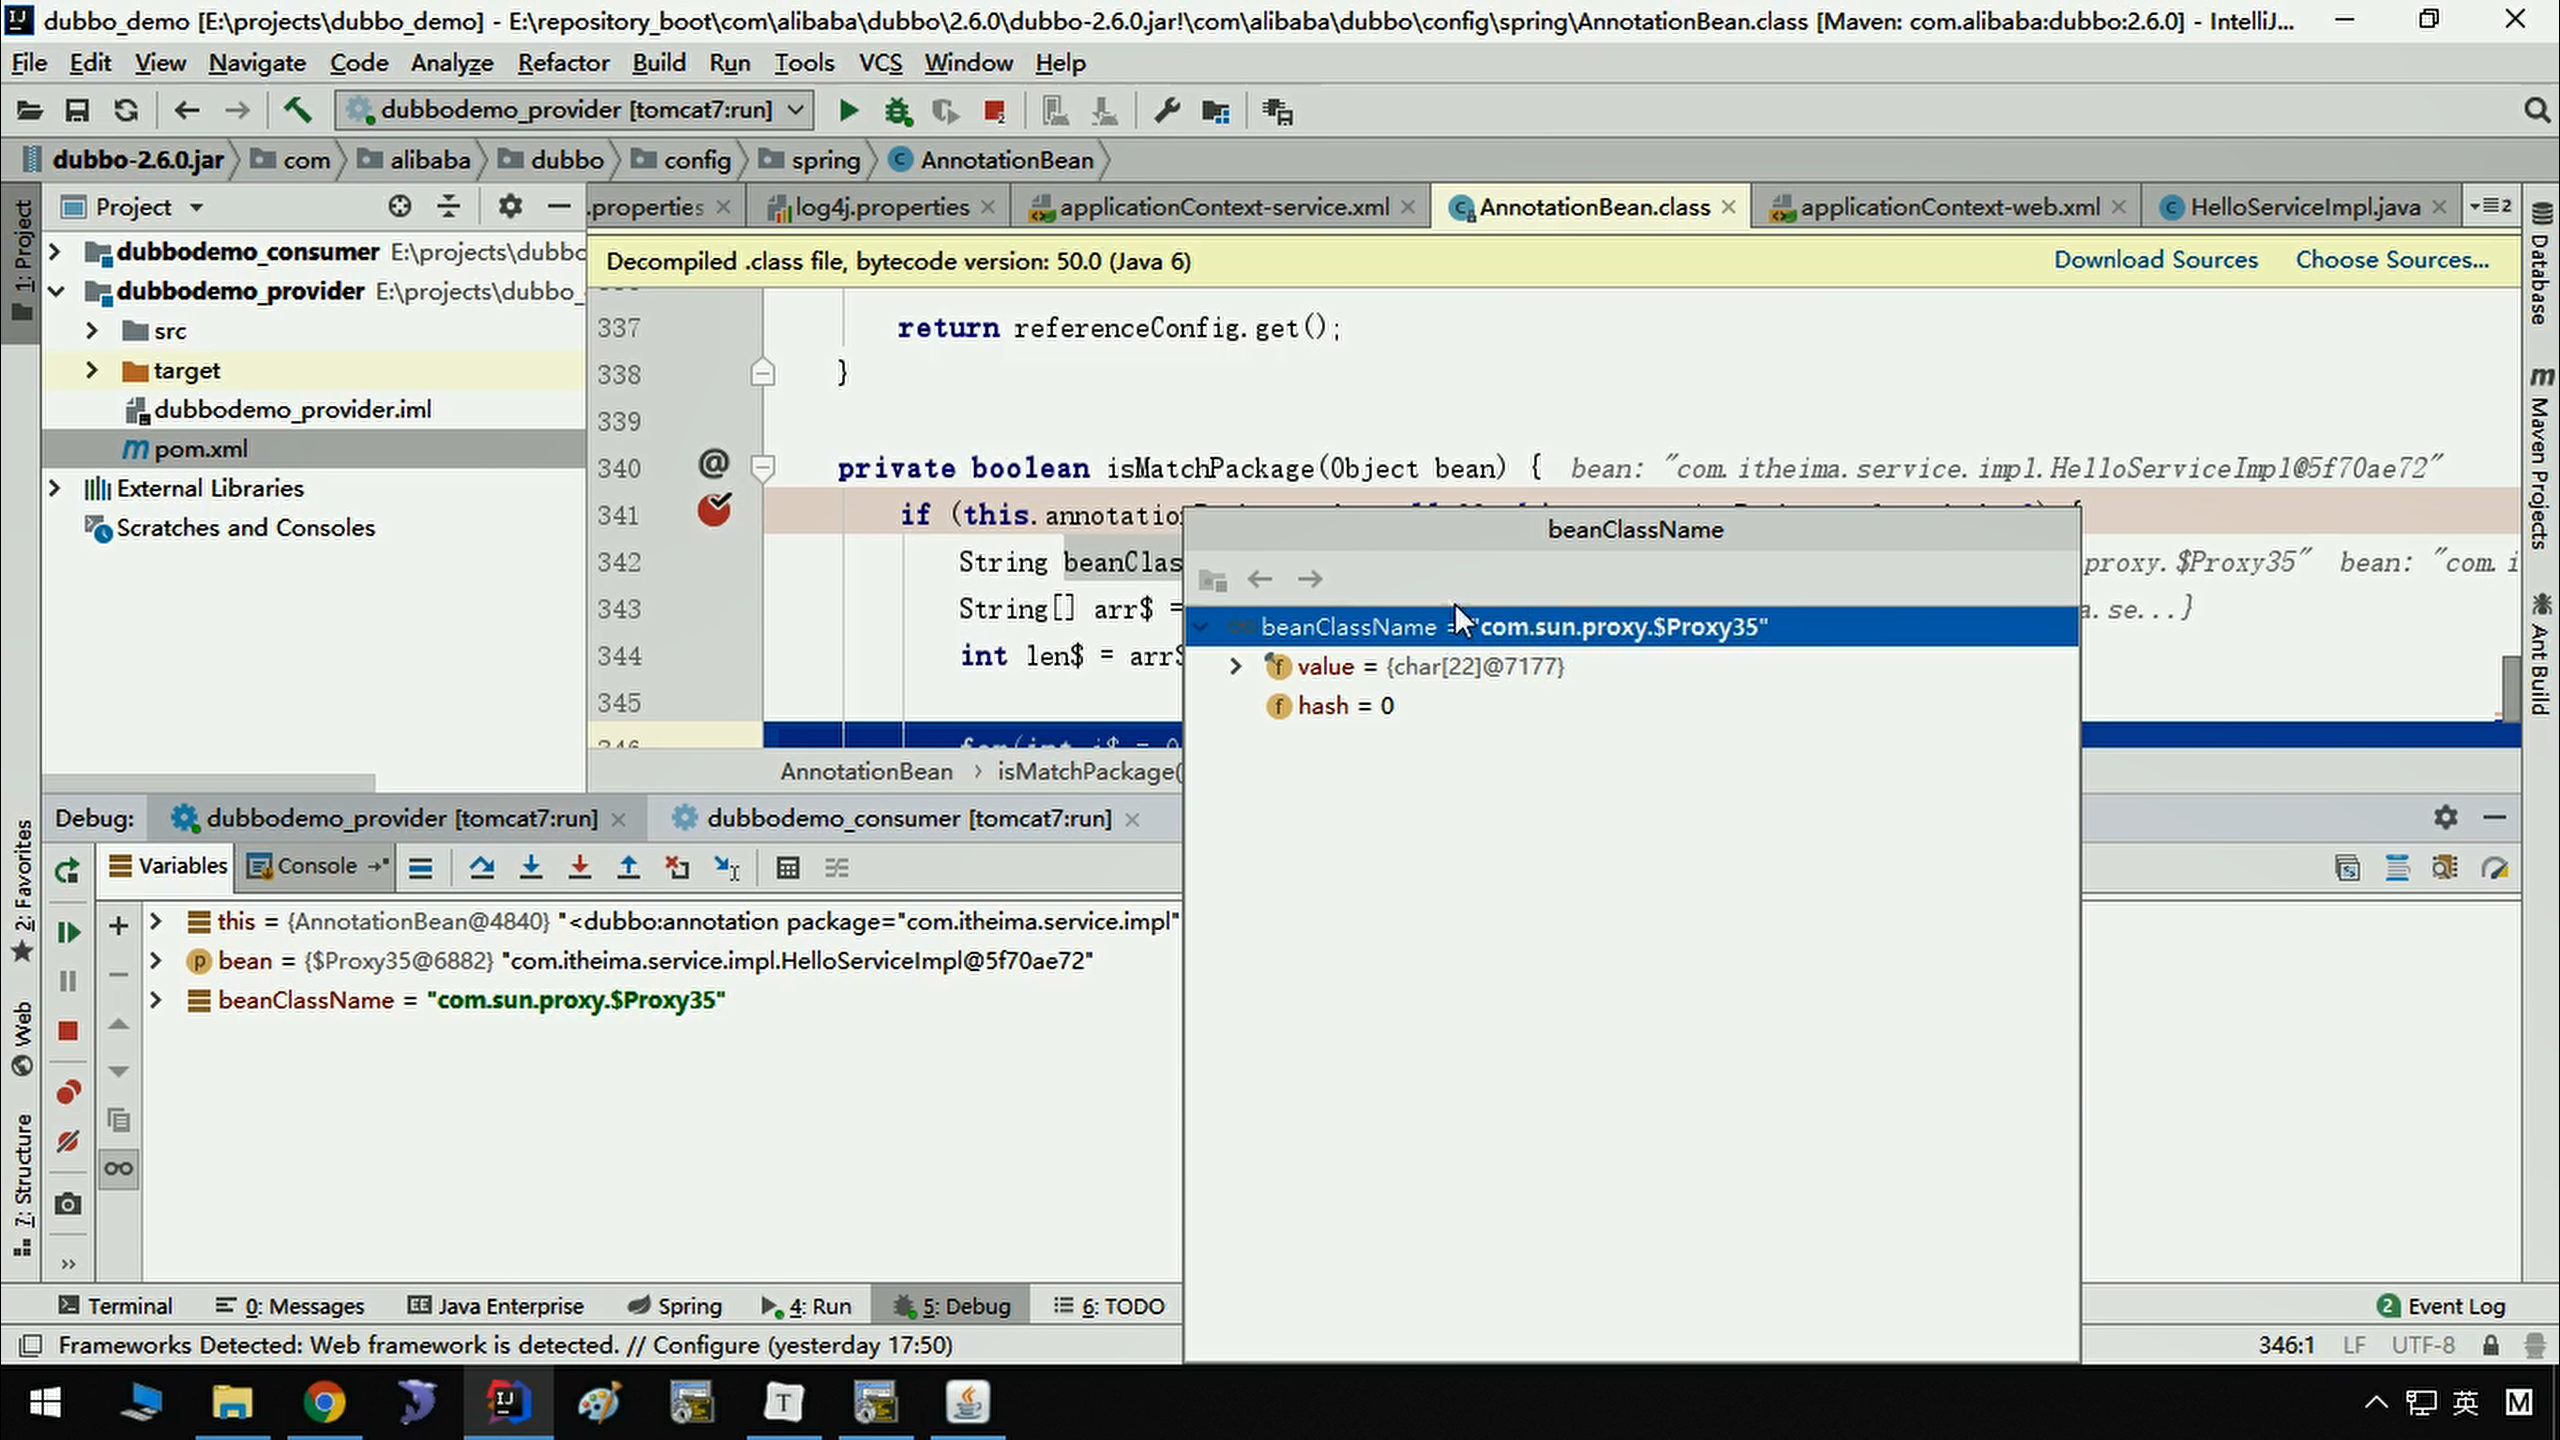 dubbo_demo [E:\projects\dubbo_demo] - E:\repository_boot\com\alibaba\dubbo\2.6.0\dubbo-2.6.0.jar!\com\alibaba\dubbo\config\spring\AnnotationBean.class [Maven: com.alibaba:dubbo:2.6.0] - IntelliJ...
File Edit View Navigate Code Analyze Refactor Build Run Tools VCS Window Help
dubbodemo_provider [tomcat7:run]
dubbo-2.6.0.jar com alibaba dubbo config spring AnnotationBean
Project .properties log4j.properties applicationContext-service.xml AnnotationBean.class applicationContext-web.xml HelloServiceImpl.java 2
Decompiled .class file, bytecode version: 50.0 (Java 6) Download Sources Choose Sources...
dubbodemo_consumer E:\projects\dubbo
dubbodemo_provider E:\projects\dubbo_
src
target
dubbodemo_provider.iml
pom.xml
External Libraries
Scratches and Consoles
337 return referenceConfig.get();
338 }
339
340 @ private boolean isMatchPackage(Object bean) { bean: "com.itheima.service.impl.HelloServiceImpl@5f70ae72"
341 if (this.annotatio
342 String beanClas proxy.$Proxy35" bean: "com.i
343 String[] arr$ = a.se...}
344 int len$ = arr$
345
346 for(int i$ = 0
AnnotationBean › isMatchPackage(
beanClassName
beanClassName = "com.sun.proxy.$Proxy35"
value = {char[22]@7177}
hash = 0
Debug: dubbodemo_provider [tomcat7:run] dubbodemo_consumer [tomcat7:run]
Variables Console
this = {AnnotationBean@4840} "<dubbo:annotation package="com.itheima.service.impl"
bean = {$Proxy35@6882} "com.itheima.service.impl.HelloServiceImpl@5f70ae72"
beanClassName = "com.sun.proxy.$Proxy35"
1: Project
2: Favorites
Web
7: Structure
Database
Maven Projects
Ant Build
Terminal 0: Messages Java Enterprise Spring 4: Run 5: Debug 6: TODO 2 Event Log
Frameworks Detected: Web framework is detected. // Configure (yesterday 17:50) 346:1 LF UTF-8
英 M